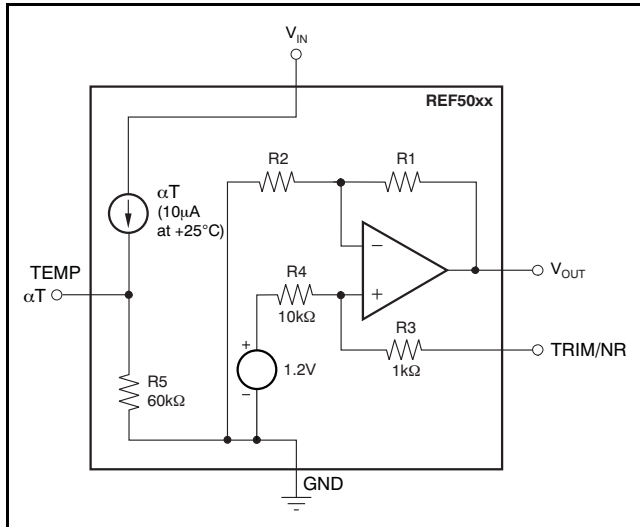 V_IN
REF50xx
R2
R1
αT
(10μA
at +25°C)
−
TEMP
αT
R4
10kΩ
+
V_OUT
R3
1kΩ
TRIM/NR
+
1.2V
−
R5
60kΩ
GND